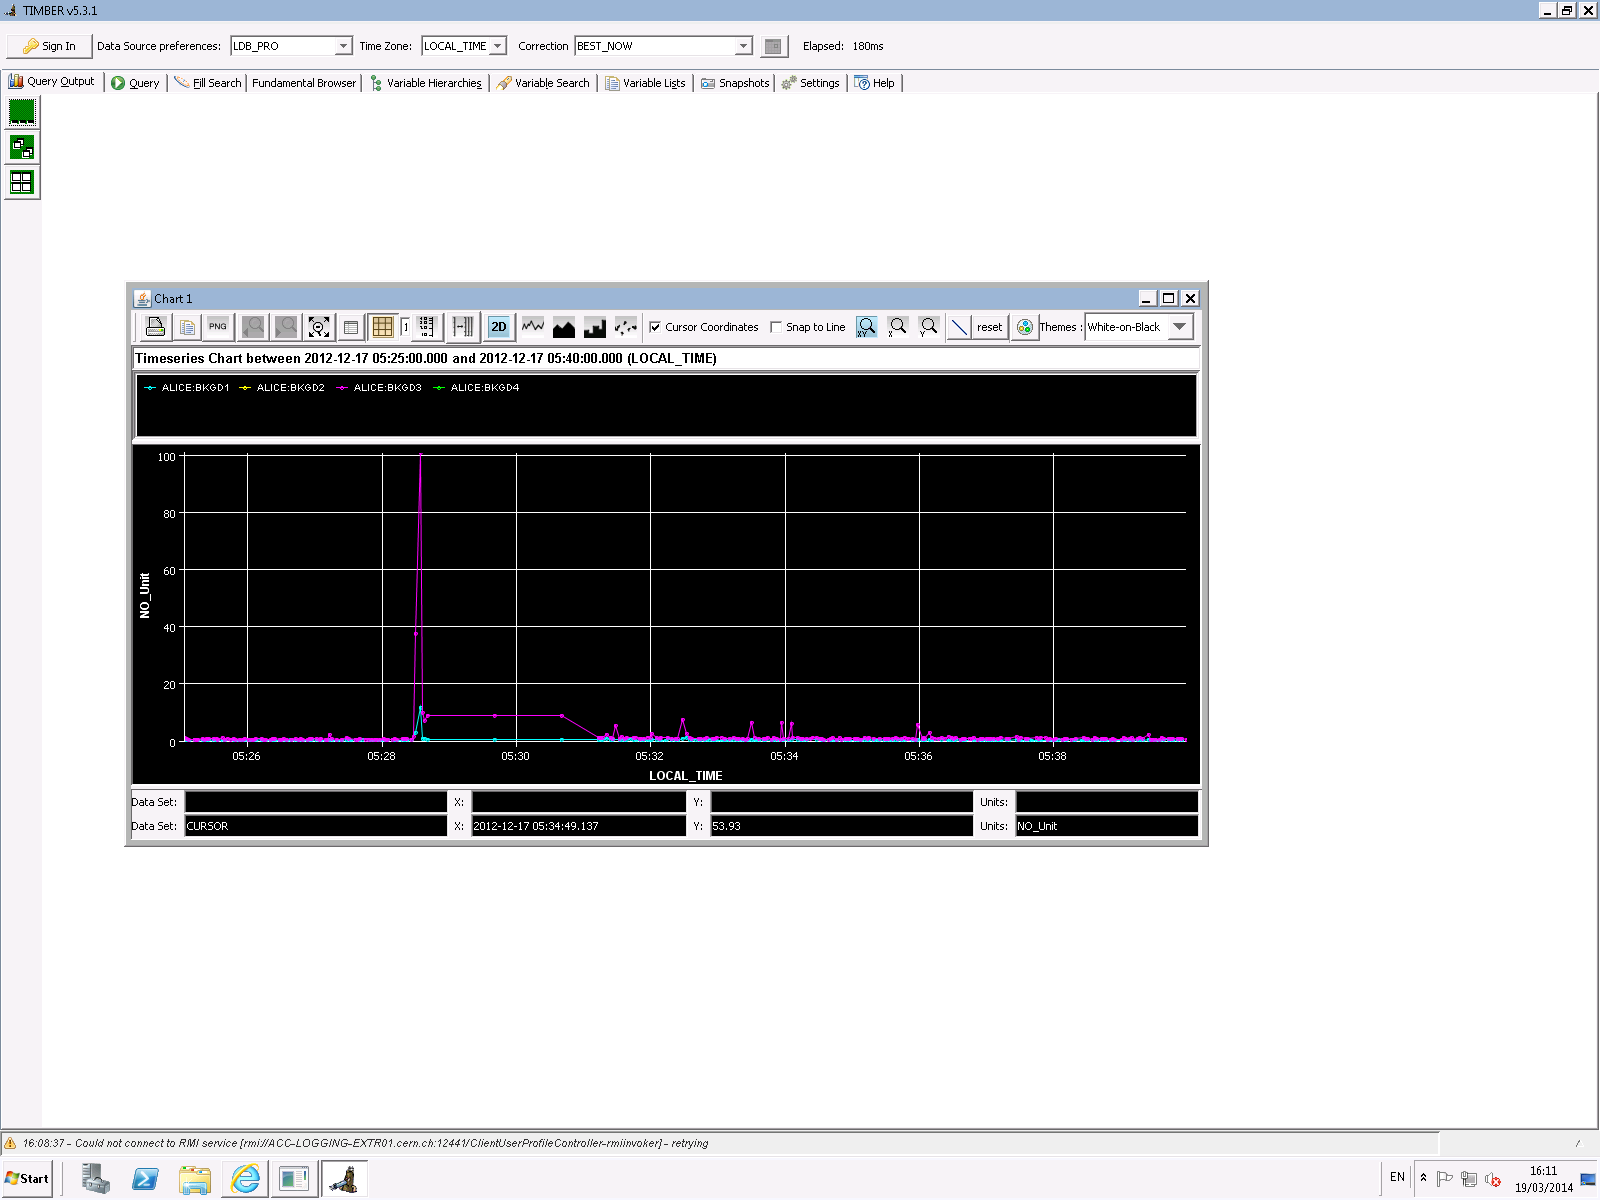 TIMBER v5.3.1
Sign In Data Source preferences: LDB_PRO Time Zone: LOCAL_TIME Correction BEST_NOW Elapsed: 180ms
Query Output Query Fill Search Fundamental Browser Variable Hierarchies Variable Search Variable Lists Snapshots Settings Help
Chart 1
PNG 1 2D Cursor Coordinates Snap to Line XY X Y reset Themes : White-on-Black
Timeseries Chart between 2012-12-17 05:25:00.000 and 2012-12-17 05:40:00.000 (LOCAL_TIME)
ALICE:BKGD1 ALICE:BKGD2 ALICE:BKGD3 ALICE:BKGD4
100
80
60
40
20
0
NO_Unit
05:26 05:28 05:30 05:32 05:34 05:36 05:38
LOCAL_TIME
Data Set: X: Y: Units:
Data Set: CURSOR X: 2012-12-17 05:34:49.137 Y: 53.93 Units: NO_Unit
16:08:37 - Could not connect to RMI service [rmi://ACC-LOGGING-EXTR01.cern.ch:12441/ClientUserProfileController-rmiinvoker] - retrying /
Start EN 16:11
19/03/2014